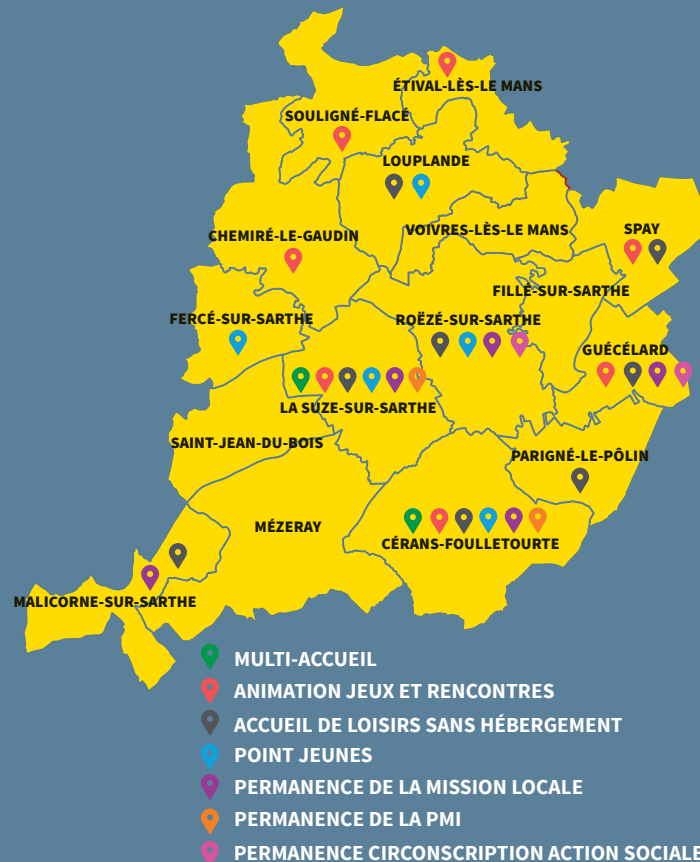 ÉTIVAL-LÈS-LE MANS
SOULIGNÉ-FLACÉ
LOUPLANDE
VOIVRES-LÈS-LE MANS
SPAY
CHEMIRÉ-LE-GAUDIN
FILLÉ-SUR-SARTHE
FERCÉ-SUR-SARTHE
ROËZÉ-SUR-SARTHE
GUÉCÉLARD
LA SUZE-SUR-SARTHE
SAINT-JEAN-DU-BOIS
PARIGNÉ-LE-PÔLIN
MÉZERAY
CÉRANS-FOULLETOURTE
MALICORNE-SUR-SARTHE
MULTI-ACCUEIL
ANIMATION JEUX ET RENCONTRES
ACCUEIL DE LOISIRS SANS HÉBERGEMENT
POINT JEUNES
PERMANENCE DE LA MISSION LOCALE
PERMANENCE DE LA PMI
PERMANENCE CIRCONSCRIPTION ACTION SOCIALE